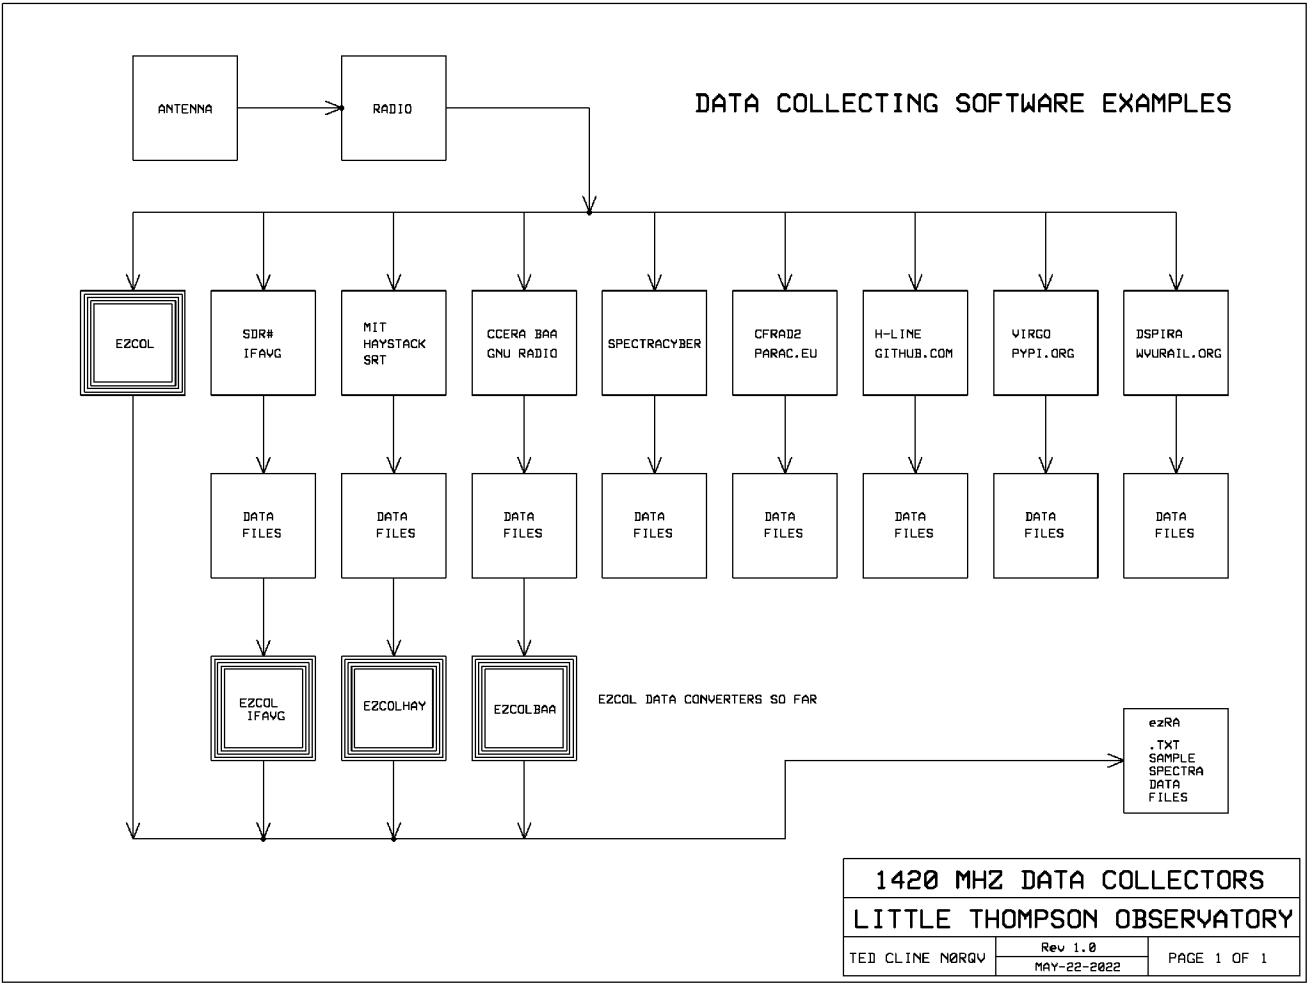 ANTENNA
RADIO
DATA COLLECTING SOFTWARE EXAMPLES
EZCOL
SDR#
IFAVG
MIT
HAYSTACK
SRT
CCERA BAA
GNU RADIO
SPECTRACYBER
CFRAD2
PARAC.EU
H-LINE
GITHUB.COM
VIRGO
PYPI.ORG
DSPIRA
WVURAIL.ORG
DATA
FILES
DATA
FILES
DATA
FILES
DATA
FILES
DATA
FILES
DATA
FILES
DATA
FILES
DATA
FILES
EZCOL
IFAVG
EZCOLHAY
EZCOLBAA
EZCOL DATA CONVERTERS SO FAR
ezRA
.TXT
SAMPLE
SPECTRA
DATA
FILES
1420 MHZ DATA COLLECTORS
LITTLE THOMPSON OBSERVATORY
TED CLINE NØRQV
Rev 1.0
MAY-22-2022
PAGE 1 OF 1